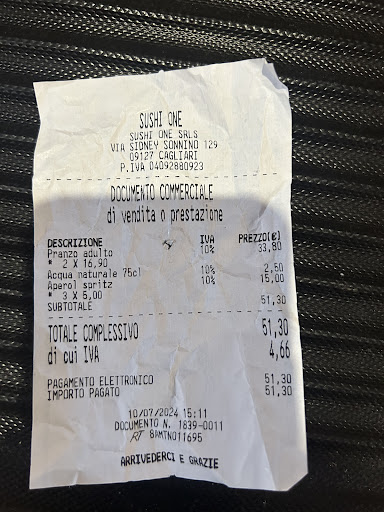 SUSHI ONE
SUSHI ONE SRLS
VIA SIDNEY SONNINO 129
09127 CAGLIARI
P.IVA 04092880923
DOCUMENTO COMMERCIALE
di vendita o prestazione
DESCRIZIONE IVA PREZZO(€)
Pranzo adulto 10% 33,80
* 2 X 16,90
Acqua naturale 75cl 10% 2,50
Aperol spritz 10% 15,00
* 3 X 5,00
SUBTOTALE 51,30
TOTALE COMPLESSIVO 51,30
di cui IVA 4,66
PAGAMENTO ELETTRONICO 51,30
IMPORTO PAGATO 51,30
10/07/2024 15:11
DOCUMENTO N. 1839-0011
RT 8AMTN011695
ARRIVEDERCI E GRAZIE